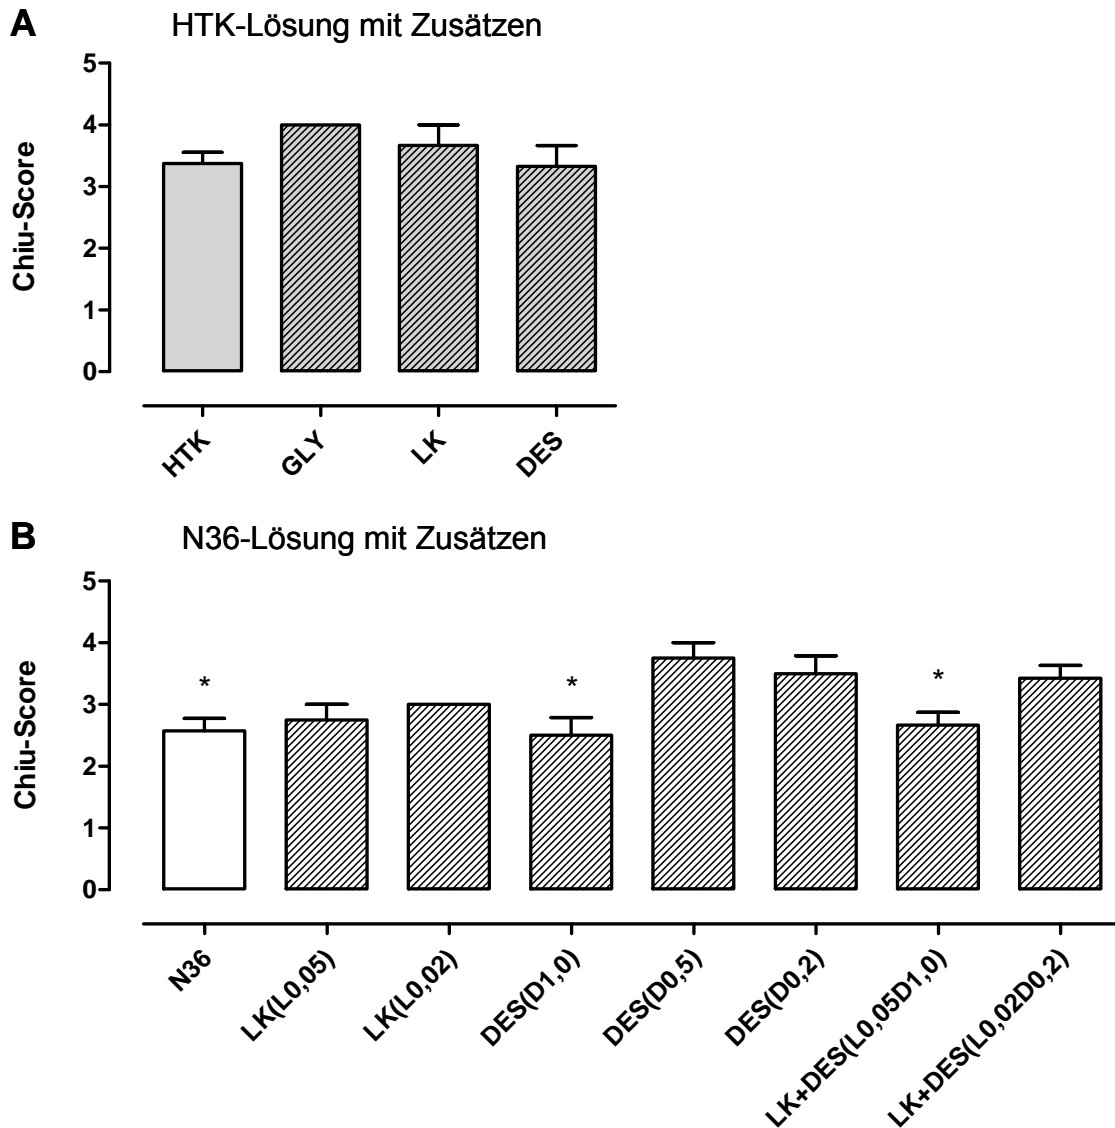 A HTK-Lösung mit Zusätzen
Chiu-Score
5
4
3
2
1
0
HTK
GLY
LK
DES
B N36-Lösung mit Zusätzen
Chiu-Score
5
4
3
2
1
0
*
*
*
N36
LK(L0,05)
LK(L0,02)
DES(D1,0)
DES(D0,5)
DES(D0,2)
LK+DES(L0,05D1,0)
LK+DES(L0,02D0,2)